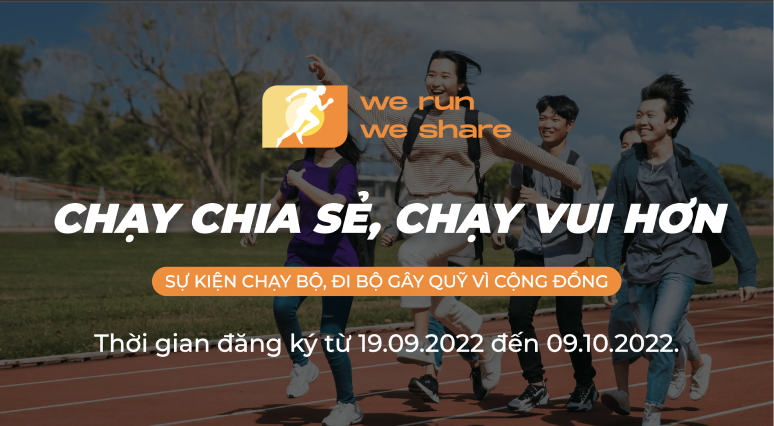 we run
we share
CHẠY CHIA SẺ, CHẠY VUI HƠN
SỰ KIỆN CHẠY BỘ, ĐI BỘ GÂY QUỸ VÌ CỘNG ĐỒNG
Thời gian đăng ký từ 19.09.2022 đến 09.10.2022.